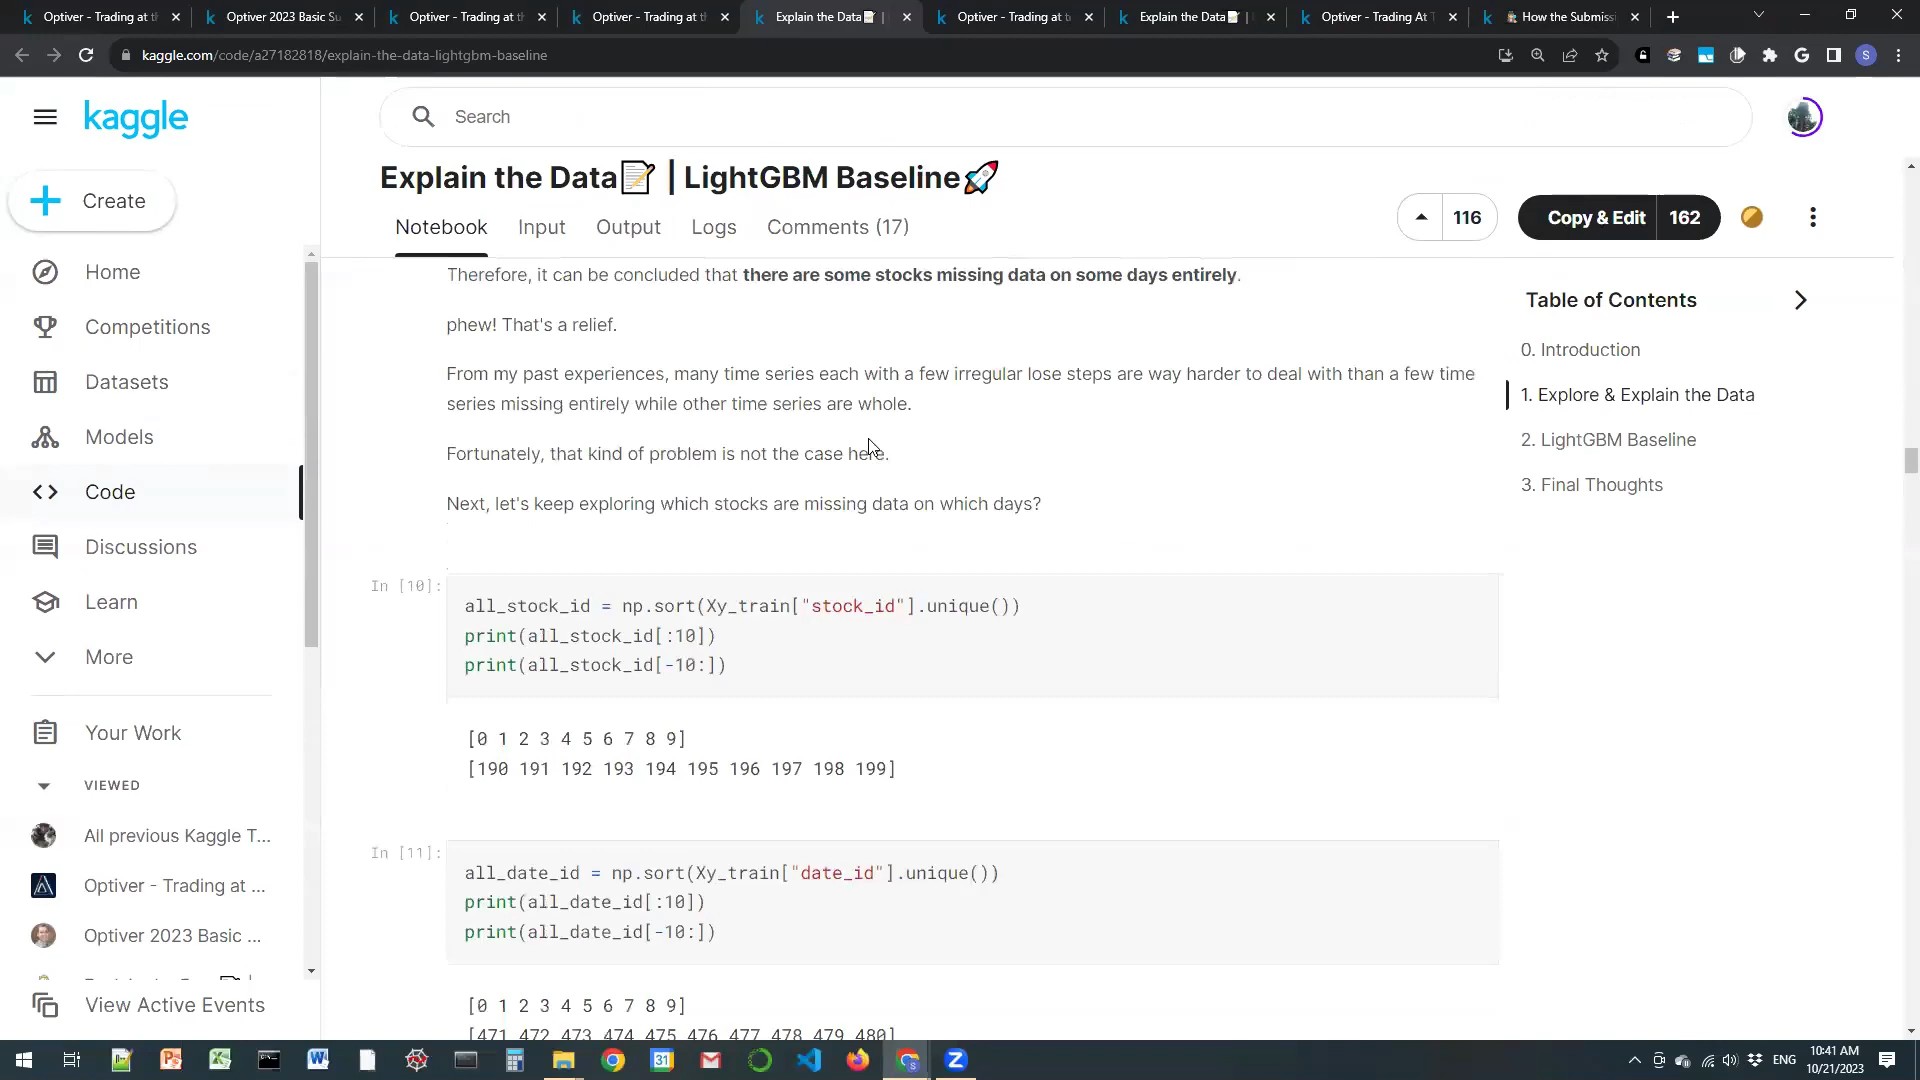 Optiver - Trading at th
Optiver 2023 Basic Su
Optiver - Trading at th
Optiver - Trading at th
Explain the Data📝 |
Optiver - Trading at t
Explain the Data📝 |
Optiver - Trading At T
How the Submiss
kaggle.com/code/a27182818/explain-the-data-lightgbm-baseline
S
kaggle
Search
Explain the Data📝 | LightGBM Baseline🚀
Create
Notebook
Input
Output
Logs
Comments (17)
116
Copy & Edit
162
Home
Competitions
Datasets
Models
Code
Discussions
Learn
More
Your Work
VIEWED
All previous Kaggle T...
Optiver - Trading at ...
Optiver 2023 Basic ...
View Active Events
Therefore, it can be concluded that there are some stocks missing data on some days entirely.
phew! That's a relief.
From my past experiences, many time series each with a few irregular lose steps are way harder to deal with than a few time
series missing entirely while other time series are whole.
Fortunately, that kind of problem is not the case here.
Next, let's keep exploring which stocks are missing data on which days?
In [10]:
all_stock_id = np.sort(Xy_train["stock_id"].unique())
print(all_stock_id[:10])
print(all_stock_id[-10:])
[0 1 2 3 4 5 6 7 8 9]
[190 191 192 193 194 195 196 197 198 199]
In [11]:
all_date_id = np.sort(Xy_train["date_id"].unique())
print(all_date_id[:10])
print(all_date_id[-10:])
[0 1 2 3 4 5 6 7 8 9]
[471 472 473 474 475 476 477 478 479 480]
Table of Contents
0. Introduction
1. Explore & Explain the Data
2. LightGBM Baseline
3. Final Thoughts
ENG
10:41 AM
10/21/2023